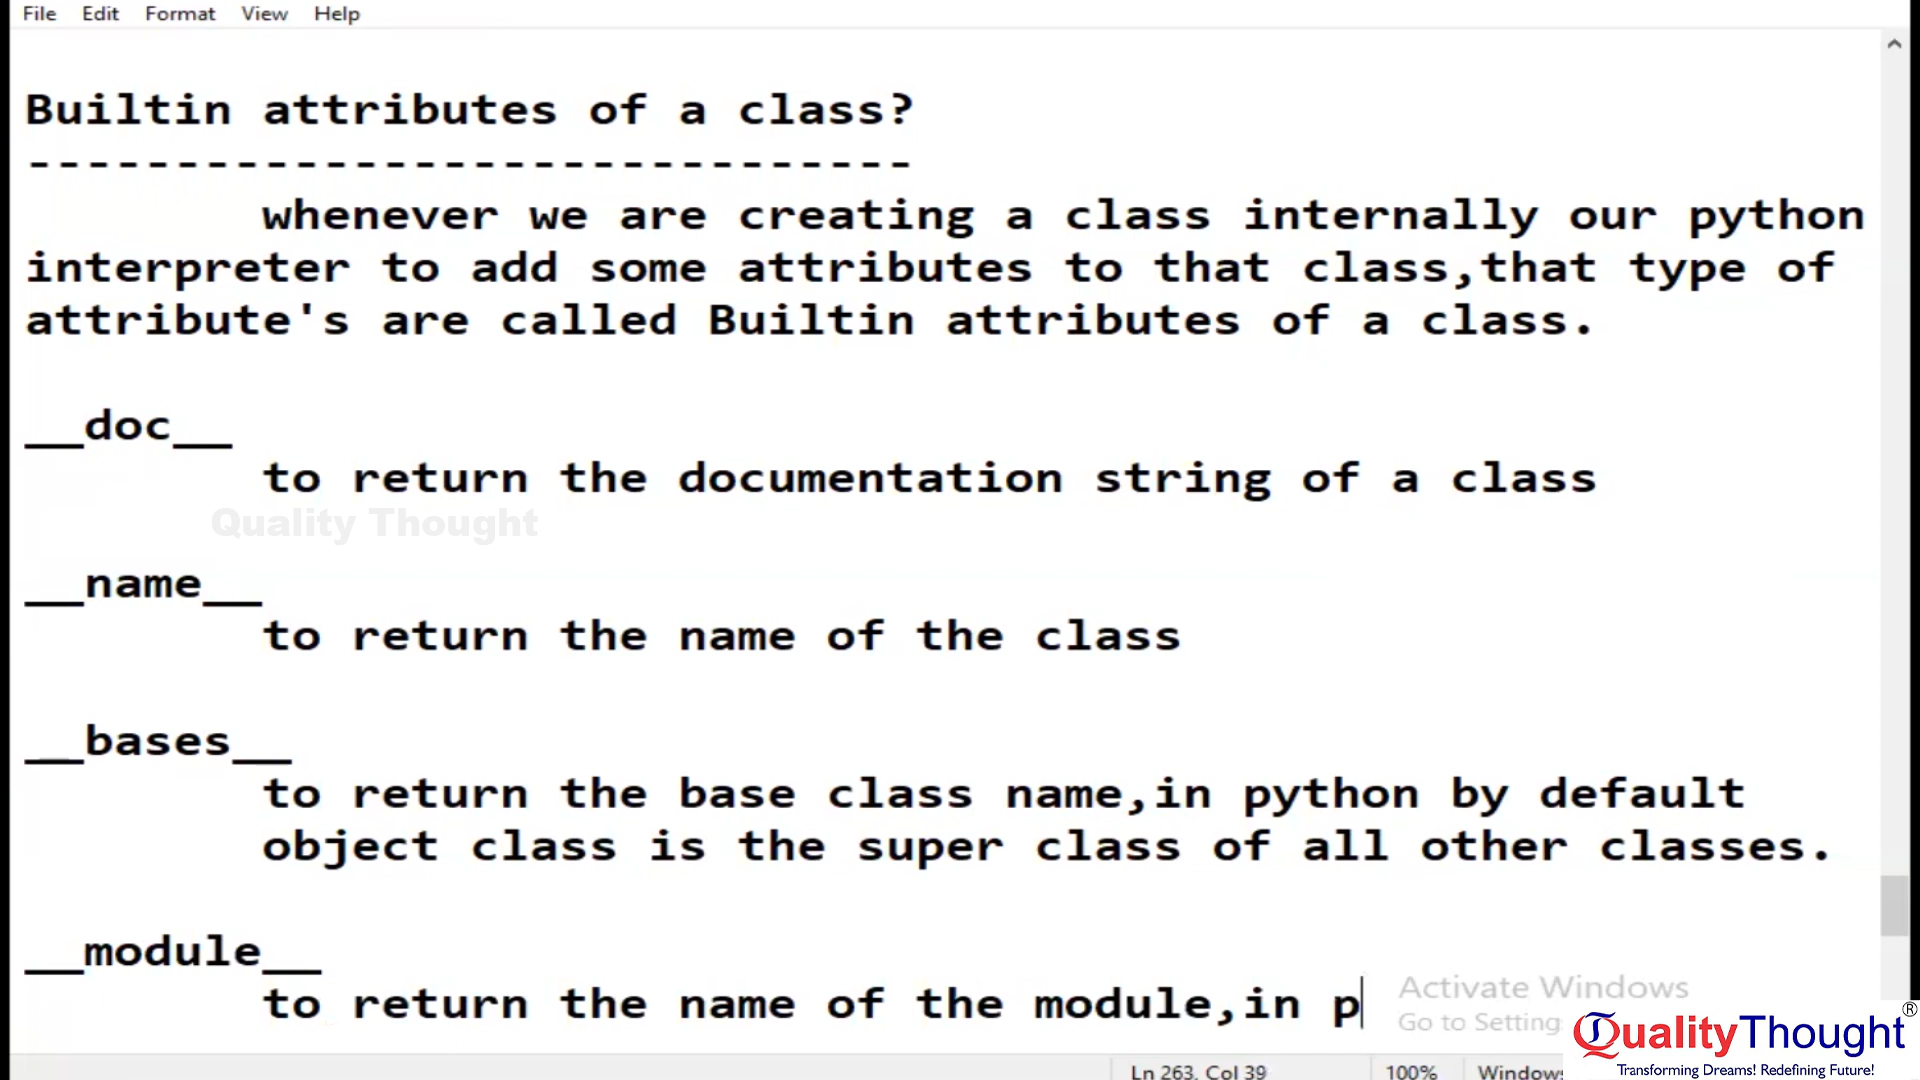 File Edit Format View Help
Builtin attributes of a class?
------------------------------
whenever we are creating a class internally our python
interpreter to add some attributes to that class,that type of
attribute's are called Builtin attributes of a class.
__doc__
to return the documentation string of a class
Quality Thought
__name__
to return the name of the class
__bases__
to return the base class name,in python by default
object class is the super class of all other classes.
__module__
to return the name of the module,in p
Activate Windows
Go to Setting
QualityThought®
Transforming Dreams! Redefining Future!
Ln 263, Col 39 100% Windows